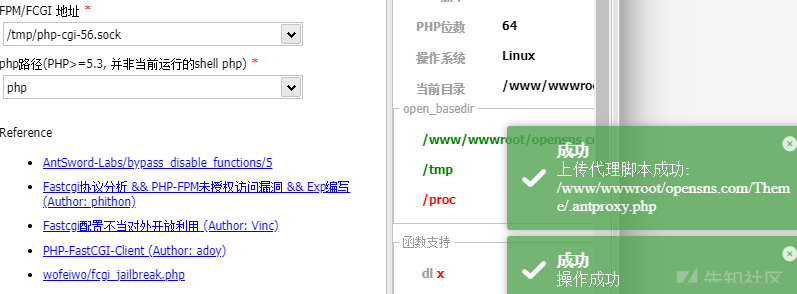 FPM/FCGI 地址 *
/tmp/php-cgi-56.sock
php路径(PHP>=5.3, 并非当前运行的shell php) *
php
Reference
AntSword-Labs/bypass_disable_functions/5
Fastcgi协议分析 && PHP-FPM未授权访问漏洞 && Exp编写
(Author: phithon)
Fastcgi配置不当对外开放利用 (Author: Vinc)
PHP-FastCGI-Client (Author: adoy)
wofeiwo/fcgi_jailbreak.php
PHP位数 64
操作系统 Linux
当前目录 /www/wwwroo
open_basedir
/www/wwwroot/opensns.co
/tmp
/proc
函数支持
dl x
成功
上传代理脚本成功:
/www/wwwroot/opensns.com/Them
e/.antproxy.php
成功
操作成功
先知社区